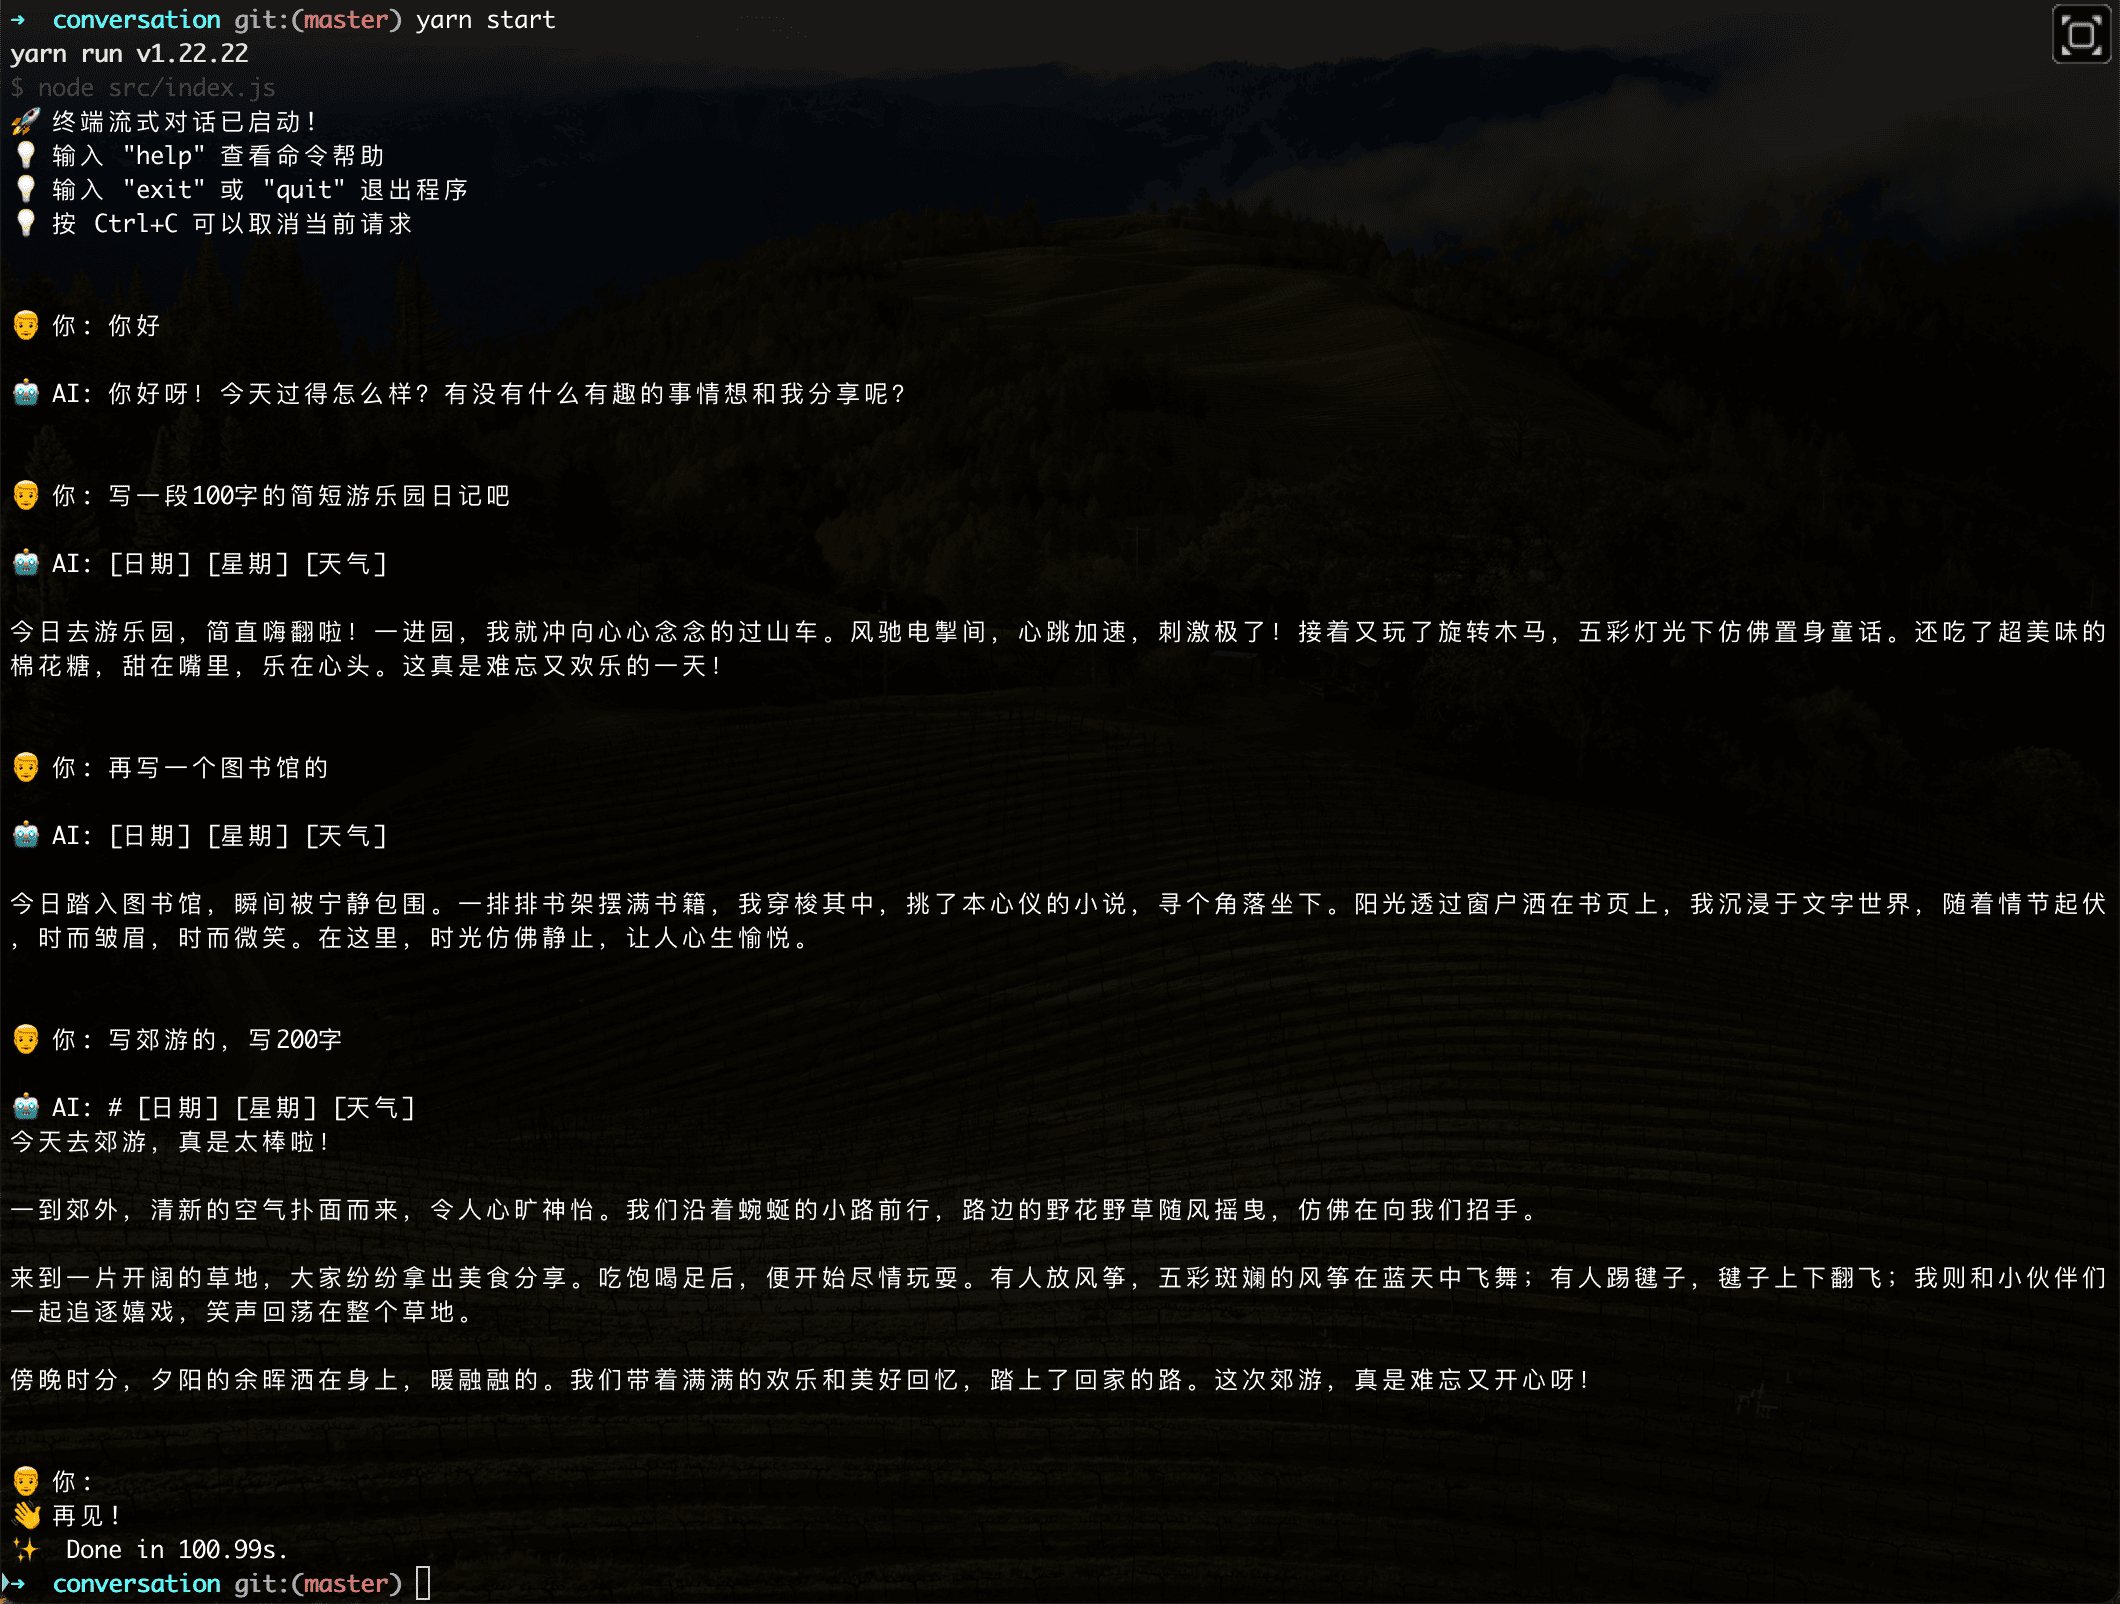 ➜  conversation git:(master) yarn start
yarn run v1.22.22
$ node src/index.js
🚀 终端流式对话已启动！
💡 输入 "help" 查看命令帮助
💡 输入 "exit" 或 "quit" 退出程序
💡 按 Ctrl+C 可以取消当前请求
👨 你: 你好
🤖 AI: 你好呀！今天过得怎么样？有没有什么有趣的事情想和我分享呢？
👨 你: 写一段100字的简短游乐园日记吧
🤖 AI: [日期] [星期] [天气]
今日去游乐园，简直嗨翻啦！一进园，我就冲向心心念念的过山车。风驰电掣间，心跳加速，刺激极了！接着又玩了旋转木马，五彩灯光下仿佛置身童话。还吃了超美味的
棉花糖，甜在嘴里，乐在心头。这真是难忘又欢乐的一天！
👨 你: 再写一个图书馆的
🤖 AI: [日期] [星期] [天气]
今日踏入图书馆，瞬间被宁静包围。一排排书架摆满书籍，我穿梭其中，挑了本心仪的小说，寻个角落坐下。阳光透过窗户洒在书页上，我沉浸于文字世界，随着情节起伏
，时而皱眉，时而微笑。在这里，时光仿佛静止，让人心生愉悦。
👨 你: 写郊游的，写200字
🤖 AI: # [日期] [星期] [天气]
今天去郊游，真是太棒啦！
一到郊外，清新的空气扑面而来，令人心旷神怡。我们沿着蜿蜒的小路前行，路边的野花野草随风摇曳，仿佛在向我们招手。
来到一片开阔的草地，大家纷纷拿出美食分享。吃饱喝足后，便开始尽情玩耍。有人放风筝，五彩斑斓的风筝在蓝天中飞舞；有人踢毽子，毽子上下翻飞；我则和小伙伴们
一起追逐嬉戏，笑声回荡在整个草地。
傍晚时分，夕阳的余晖洒在身上，暖融融的。我们带着满满的欢乐和美好回忆，踏上了回家的路。这次郊游，真是难忘又开心呀！
👨 你:
👋 再见！
✨  Done in 100.99s.
➜  conversation git:(master)